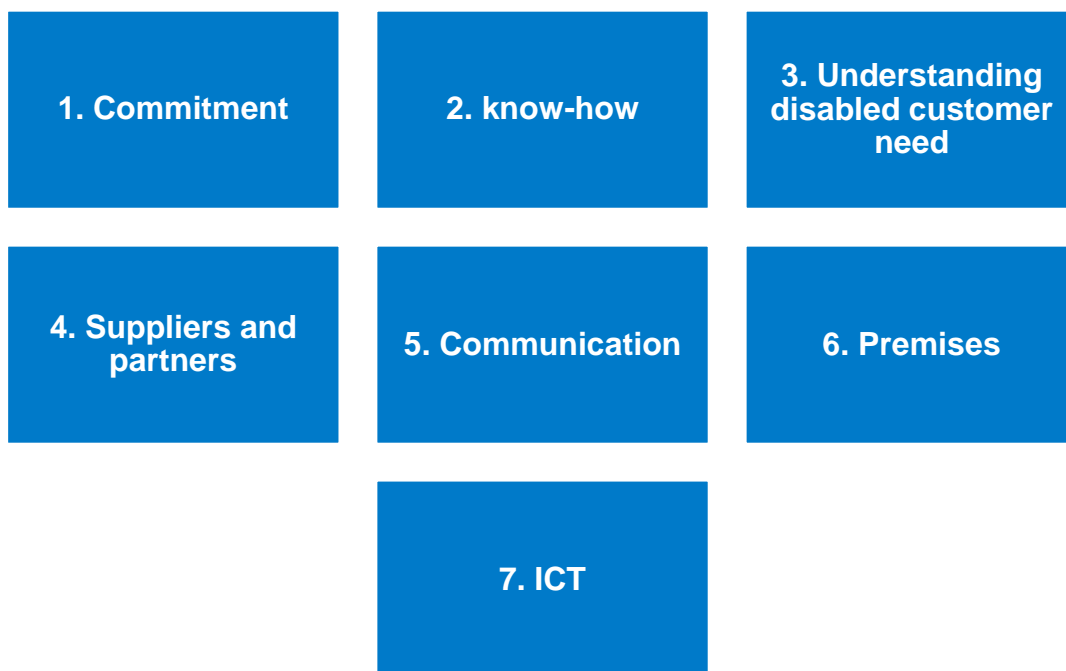 1. Commitment
2. know-how
3. Understanding
disabled customer
need
4. Suppliers and
partners
5. Communication
6. Premises
7. ICT